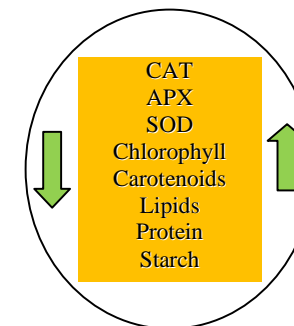 CAT
APX
SOD
Chlorophyll
Carotenoids
Lipids
Protein
Starch